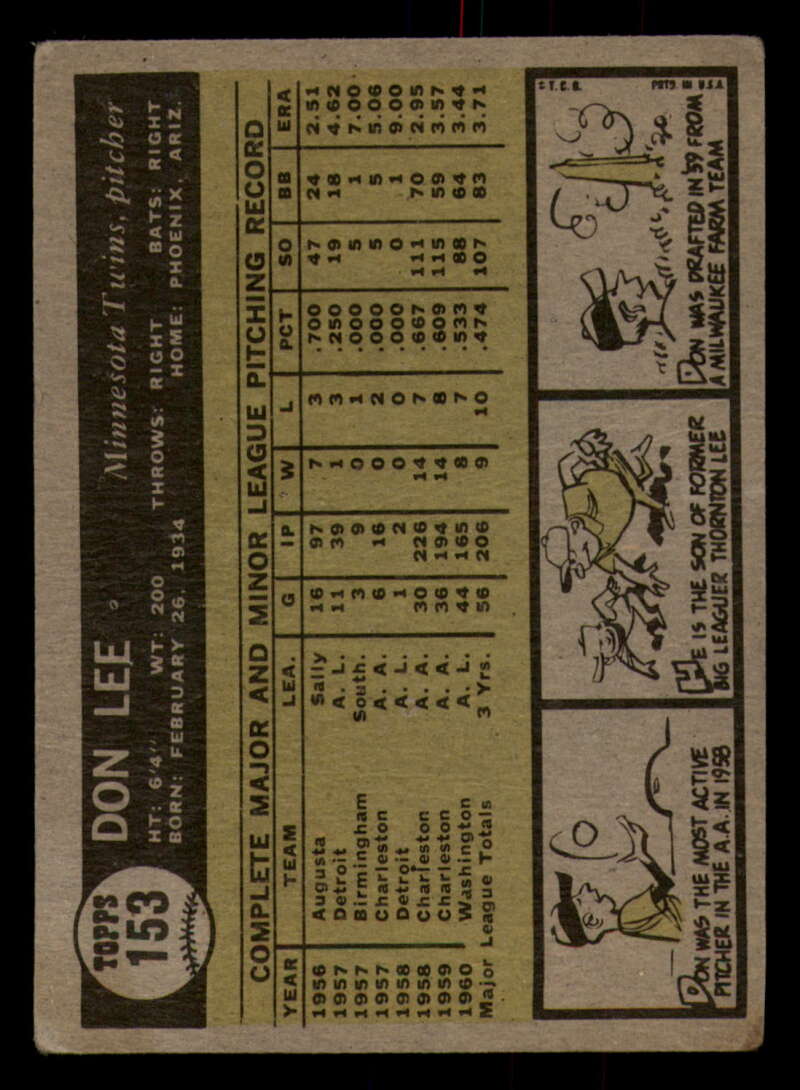 TOPPS
153
DON LEE
Minnesota Twins, pitcher
HT: 6'4" WT: 200 THROWS: RIGHT BATS: RIGHT
BORN: FEBRUARY 26, 1934 HOME: PHOENIX, ARIZ.
COMPLETE MAJOR AND MINOR LEAGUE PITCHING RECORD
YEAR TEAM LEA. G IP W L PCT SO BB ERA
1956 Augusta Sally 16 97 7 3 .700 47 24 2.51
1957 Detroit A. L. 11 39 1 3 .250 19 18 4.62
1957 Birmingham South. 3 9 0 1 .000 5 1 7.00
1957 Charleston A. A. 6 16 0 2 .000 5 5 5.06
1958 Detroit A. L. 1 2 0 0 .000 0 1 9.00
1958 Charleston A. A. 30 226 14 7 .667 111 70 2.95
1959 Charleston A. A. 36 194 14 8 .609 115 59 3.57
1960 Washington A. L. 44 165 8 7 .533 88 64 3.44
Major League Totals 3 Yrs. 56 206 9 10 .474 107 83 3.71
DON WAS THE MOST ACTIVE
PITCHER IN THE A.A. IN 1958
HE IS THE SON OF FORMER
BIG LEAGUER THORNTON LEE
© T.C.G. PRTD. IN U.S.A.
DON WAS DRAFTED IN '59 FROM
A MILWAUKEE FARM TEAM